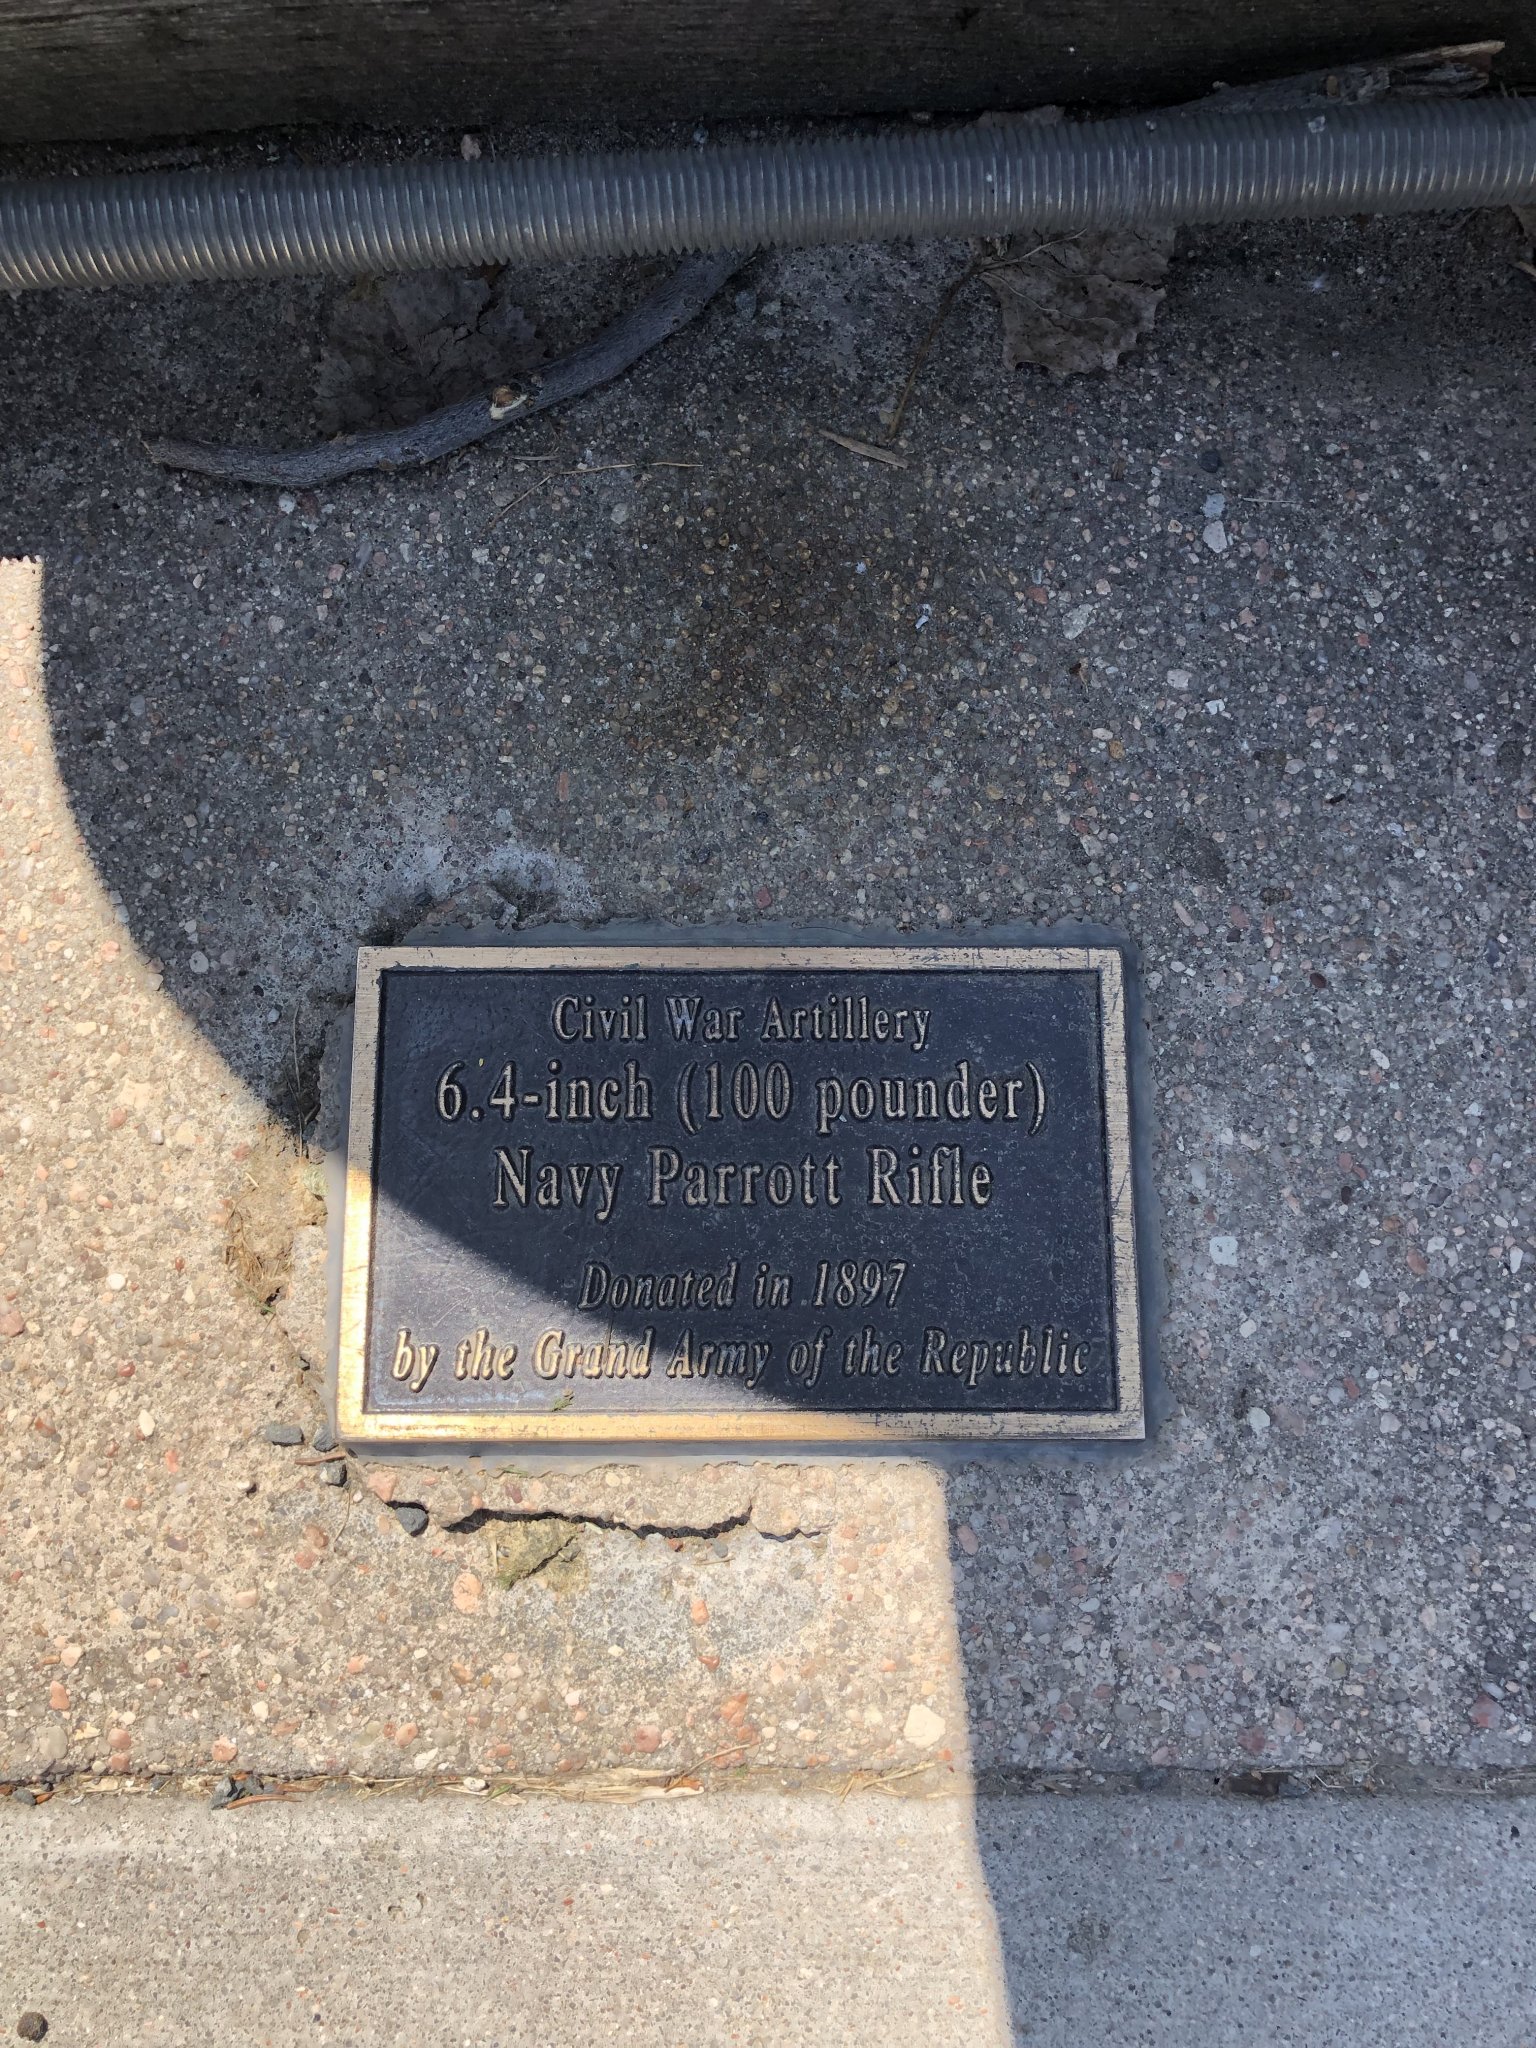 Civil War Artillery
6.4-inch (100 pounder)
Navy Parrott Rifle
Donated in 1897
by the Grand Army of the Republic